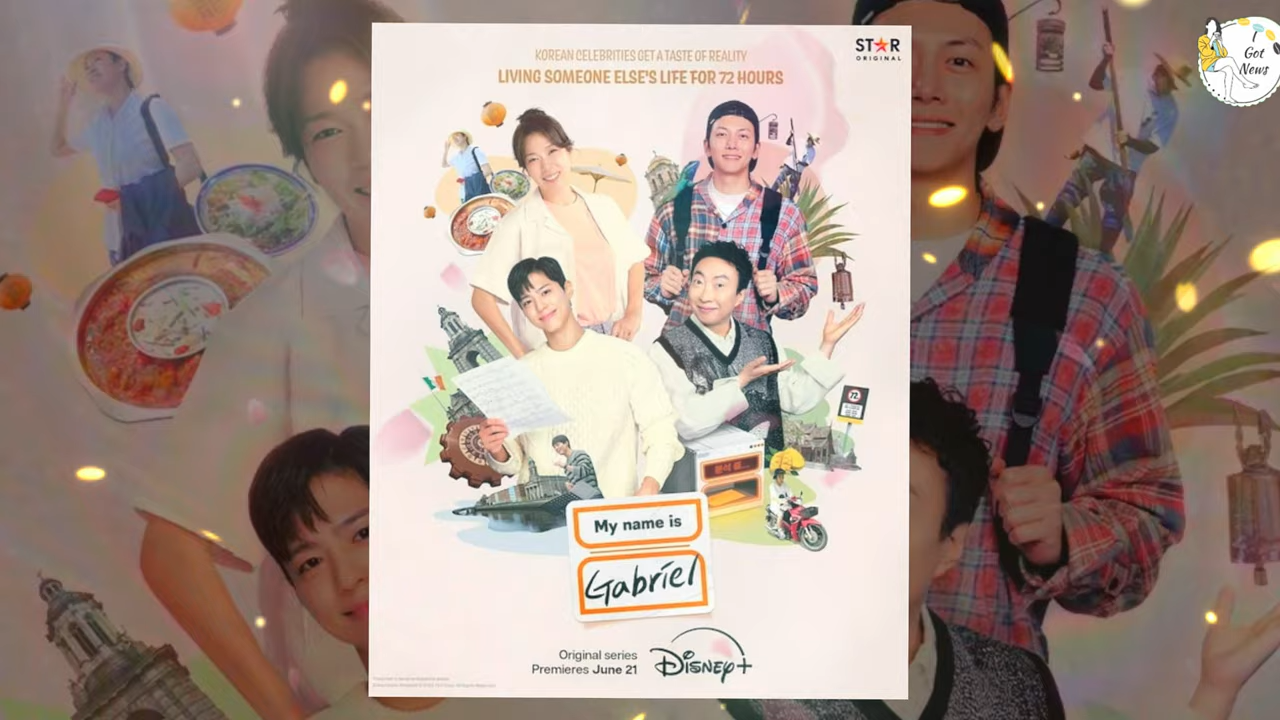 KOREAN CELEBRITIES GET A TASTE OF REALITY
LIVING SOMEONE ELSE'S LIFE FOR 72 HOURS
STAR
ORIGINAL
I
Got
News
72
My name is
Gabriel
Original series
Premieres June 21
Disney+